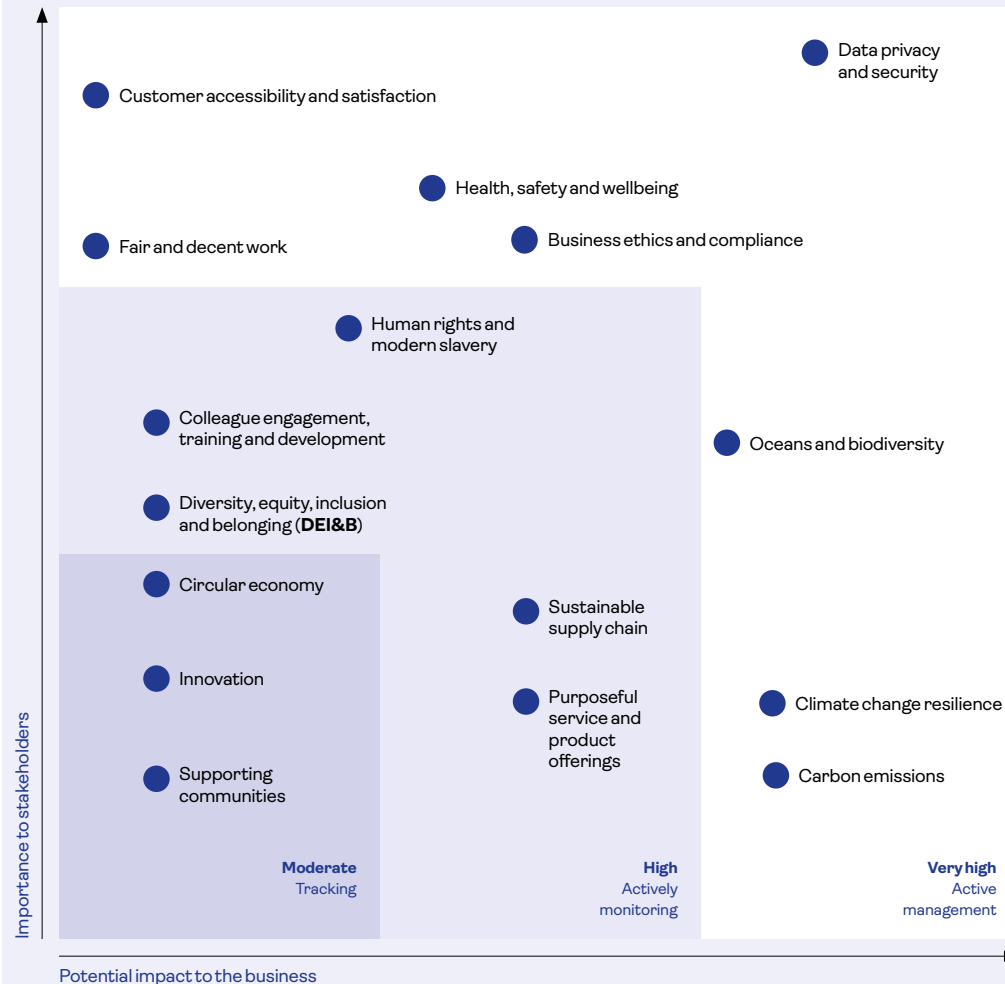 Data privacy
and security
Customer accessibility and satisfaction
Health, safety and wellbeing
Business ethics and compliance
Fair and decent work
Human rights and
modern slavery
Colleague engagement,
training and development
Oceans and biodiversity
Diversity, equity, inclusion
and belonging (DEI&B)
Circular economy
Sustainable
supply chain
Innovation
Purposeful
service and
product
offerings
Climate change resilience
Supporting
communities
Carbon emissions
Moderate
Tracking
High
Actively
monitoring
Very high
Active
management
Importance to stakeholders
Potential impact to the business